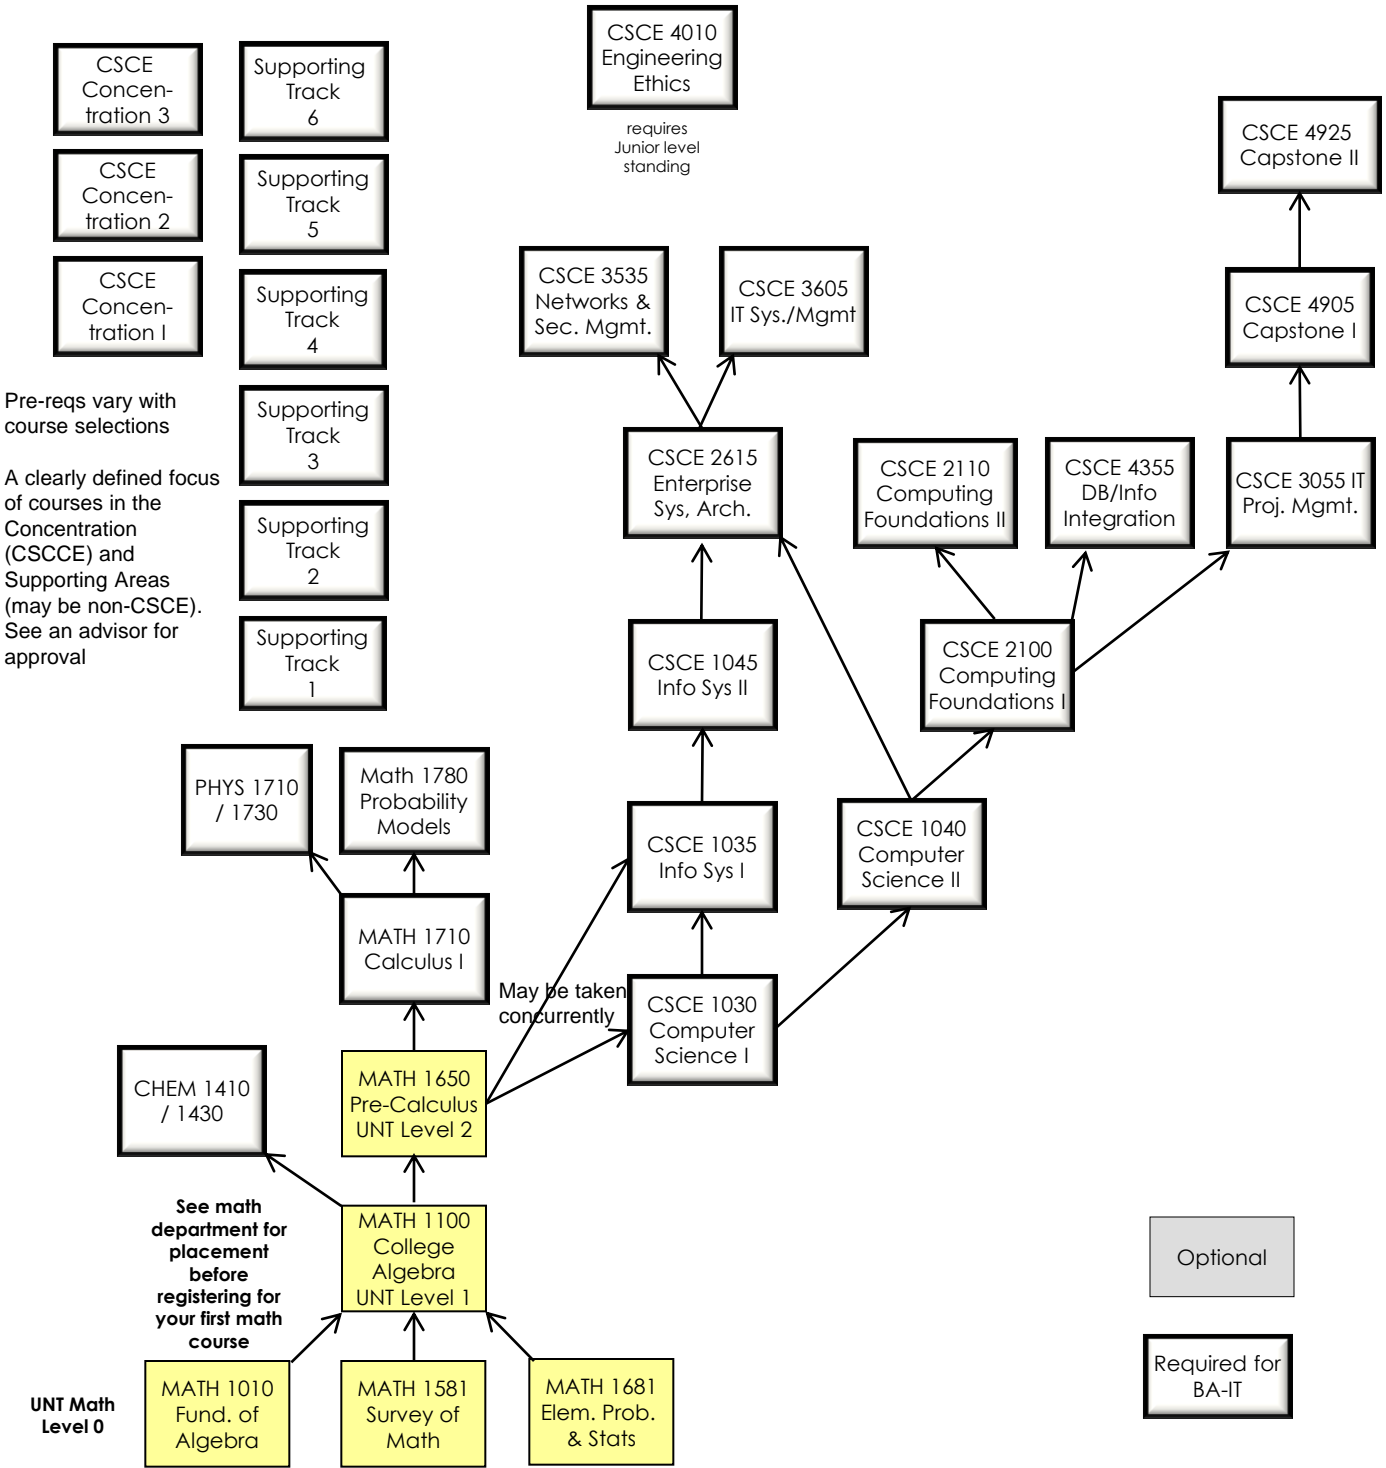 CSCE
Concen-
tration 3
Supporting
Track
6
CSCE 4010
Engineering
Ethics
requires
Junior level
standing
CSCE 4925
Capstone II
CSCE
Concen-
tration 2
Supporting
Track
5
CSCE
Concen-
tration I
Supporting
Track
4
CSCE 3535
Networks &
Sec. Mgmt.
CSCE 3605
IT Sys./Mgmt
CSCE 4905
Capstone I
Pre-reqs vary with
course selections
A clearly defined focus
of courses in the
Concentration
(CSCCE) and
Supporting Areas
(may be non-CSCE).
See an advisor for
approval
Supporting
Track
3
Supporting
Track
2
Supporting
Track
1
CSCE 2615
Enterprise
Sys, Arch.
CSCE 2110
Computing
Foundations II
CSCE 4355
DB/Info
Integration
CSCE 3055 IT
Proj. Mgmt.
CSCE 1045
Info Sys II
CSCE 2100
Computing
Foundations I
PHYS 1710
/ 1730
Math 1780
Probability
Models
CSCE 1035
Info Sys I
CSCE 1040
Computer
Science II
MATH 1710
Calculus I
May be taken
concurrently
CSCE 1030
Computer
Science I
CHEM 1410
/ 1430
MATH 1650
Pre-Calculus
UNT Level 2
See math
department for
placement
before
registering for
your first math
course
MATH 1100
College
Algebra
UNT Level 1
Optional
UNT Math
Level 0
MATH 1010
Fund. of
Algebra
MATH 1581
Survey of
Math
MATH 1681
Elem. Prob.
& Stats
Required for
BA-IT